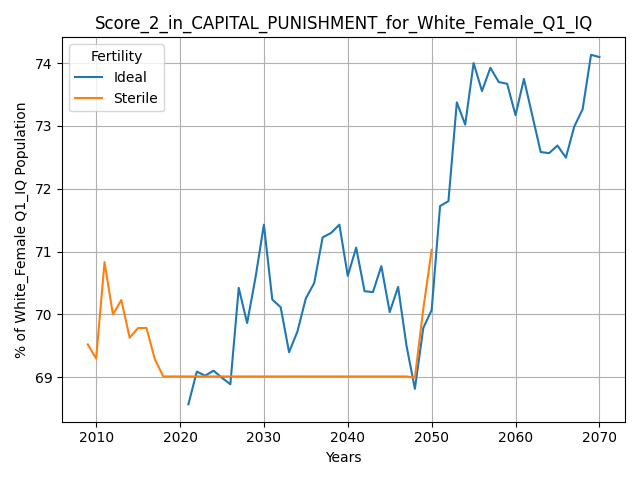 Score_2_in_CAPITAL_PUNISHMENT_for_White_Female_Q1_IQ
Fertility
Ideal
Sterile
% of White_Female Q1_IQ Population
74
73
72
71
70
69
2010
2020
2030
2040
2050
2060
2070
Years